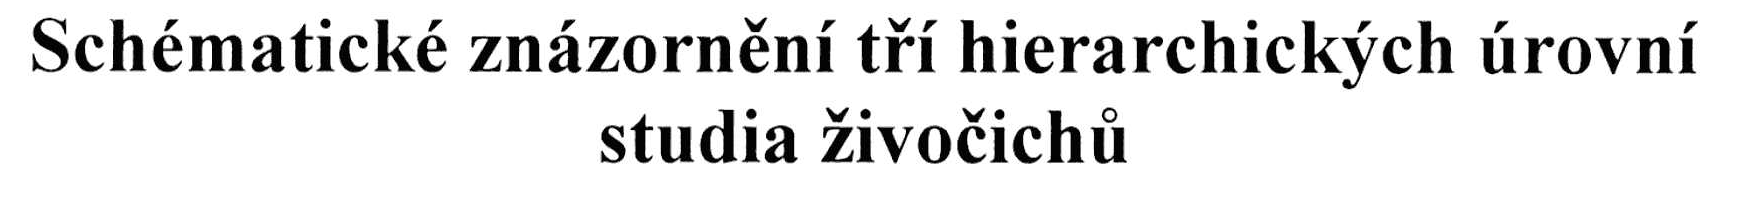 Schématické znázornění tří hierarchických úrovní
studia živočichů